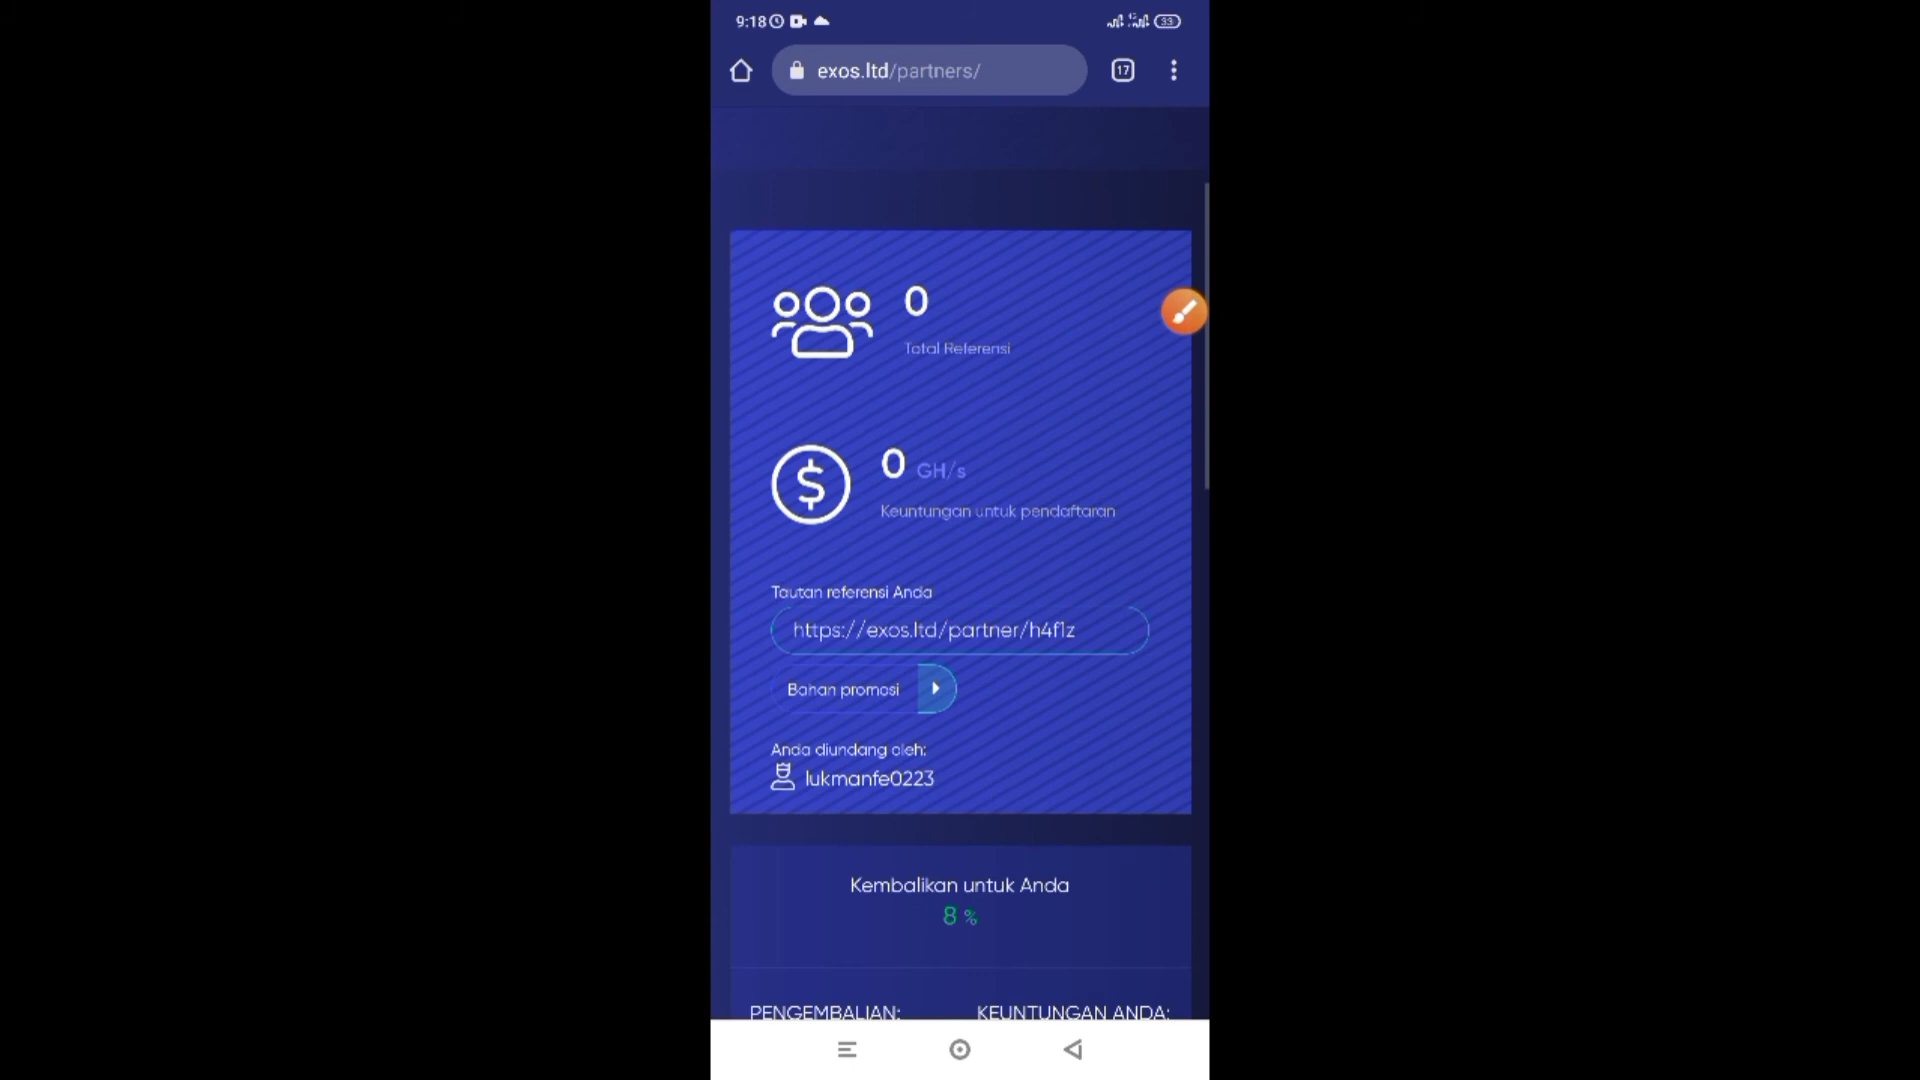 9:18
33
exos.ltd/partners/
17
0
Total Referensi
0 GH/s
Keuntungan untuk pendaftaran
Tautan referensi Anda
https://exos.ltd/partner/h4f1z
Bahan promosi
Anda diundang oleh:
lukmanfe0223
Kembalikan untuk Anda
8 %
PENGEMBALIAN: KEUNTUNGAN ANDA: